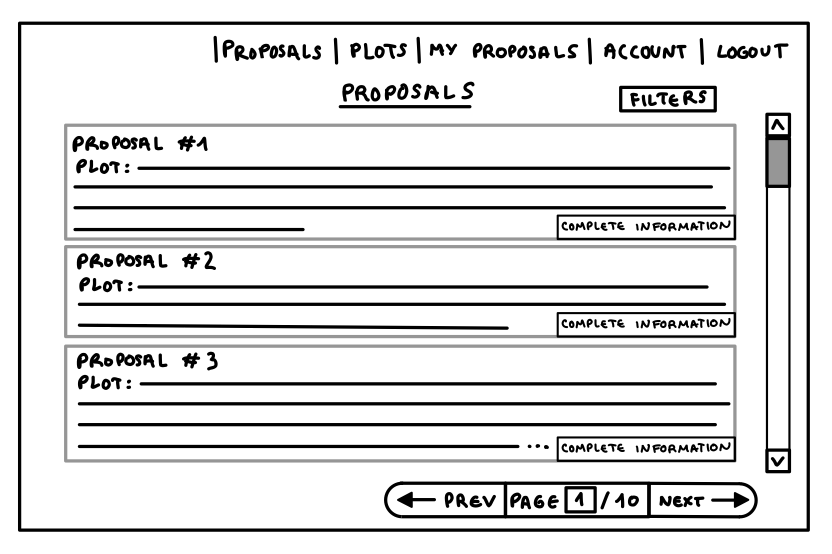 |PROPOSALS | PLOTS | MY PROPOSALS | ACCOUNT | LOGOUT
PROPOSALS
FILTERS
PROPOSAL #1
PLOT:
COMPLETE INFORMATION
PROPOSAL #2
PLOT:
COMPLETE INFORMATION
PROPOSAL #3
PLOT:
... COMPLETE INFORMATION
PREV PAGE 1 / 10 NEXT